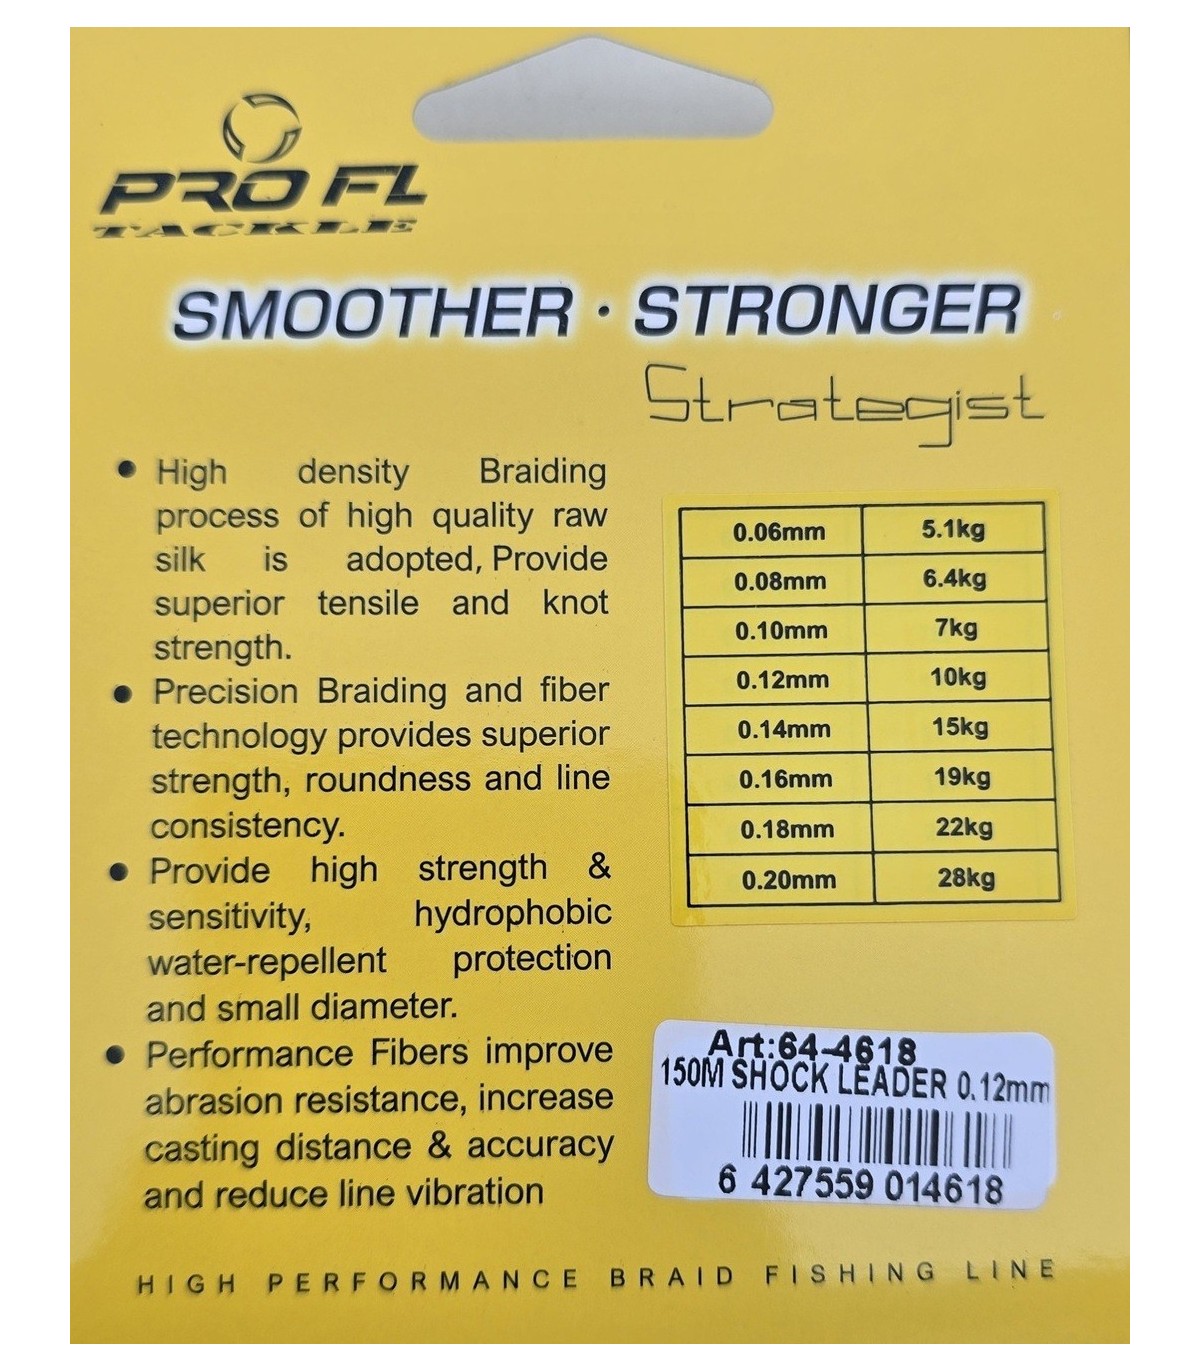 PRO FL
TACKLE
SMOOTHER · STRONGER
Strategist
• High density Braiding
process of high quality raw
silk is adopted, Provide
superior tensile and knot
strength.
• Precision Braiding and fiber
technology provides superior
strength, roundness and line
consistency.
• Provide high strength &
sensitivity, hydrophobic
water-repellent protection
and small diameter.
• Performance Fibers improve
abrasion resistance, increase
casting distance & accuracy
and reduce line vibration
0.06mm 5.1kg
0.08mm 6.4kg
0.10mm 7kg
0.12mm 10kg
0.14mm 15kg
0.16mm 19kg
0.18mm 22kg
0.20mm 28kg
Art:64-4618
150M SHOCK LEADER 0.12mm
6 427559 014618
HIGH PERFORMANCE BRAID FISHING LINE